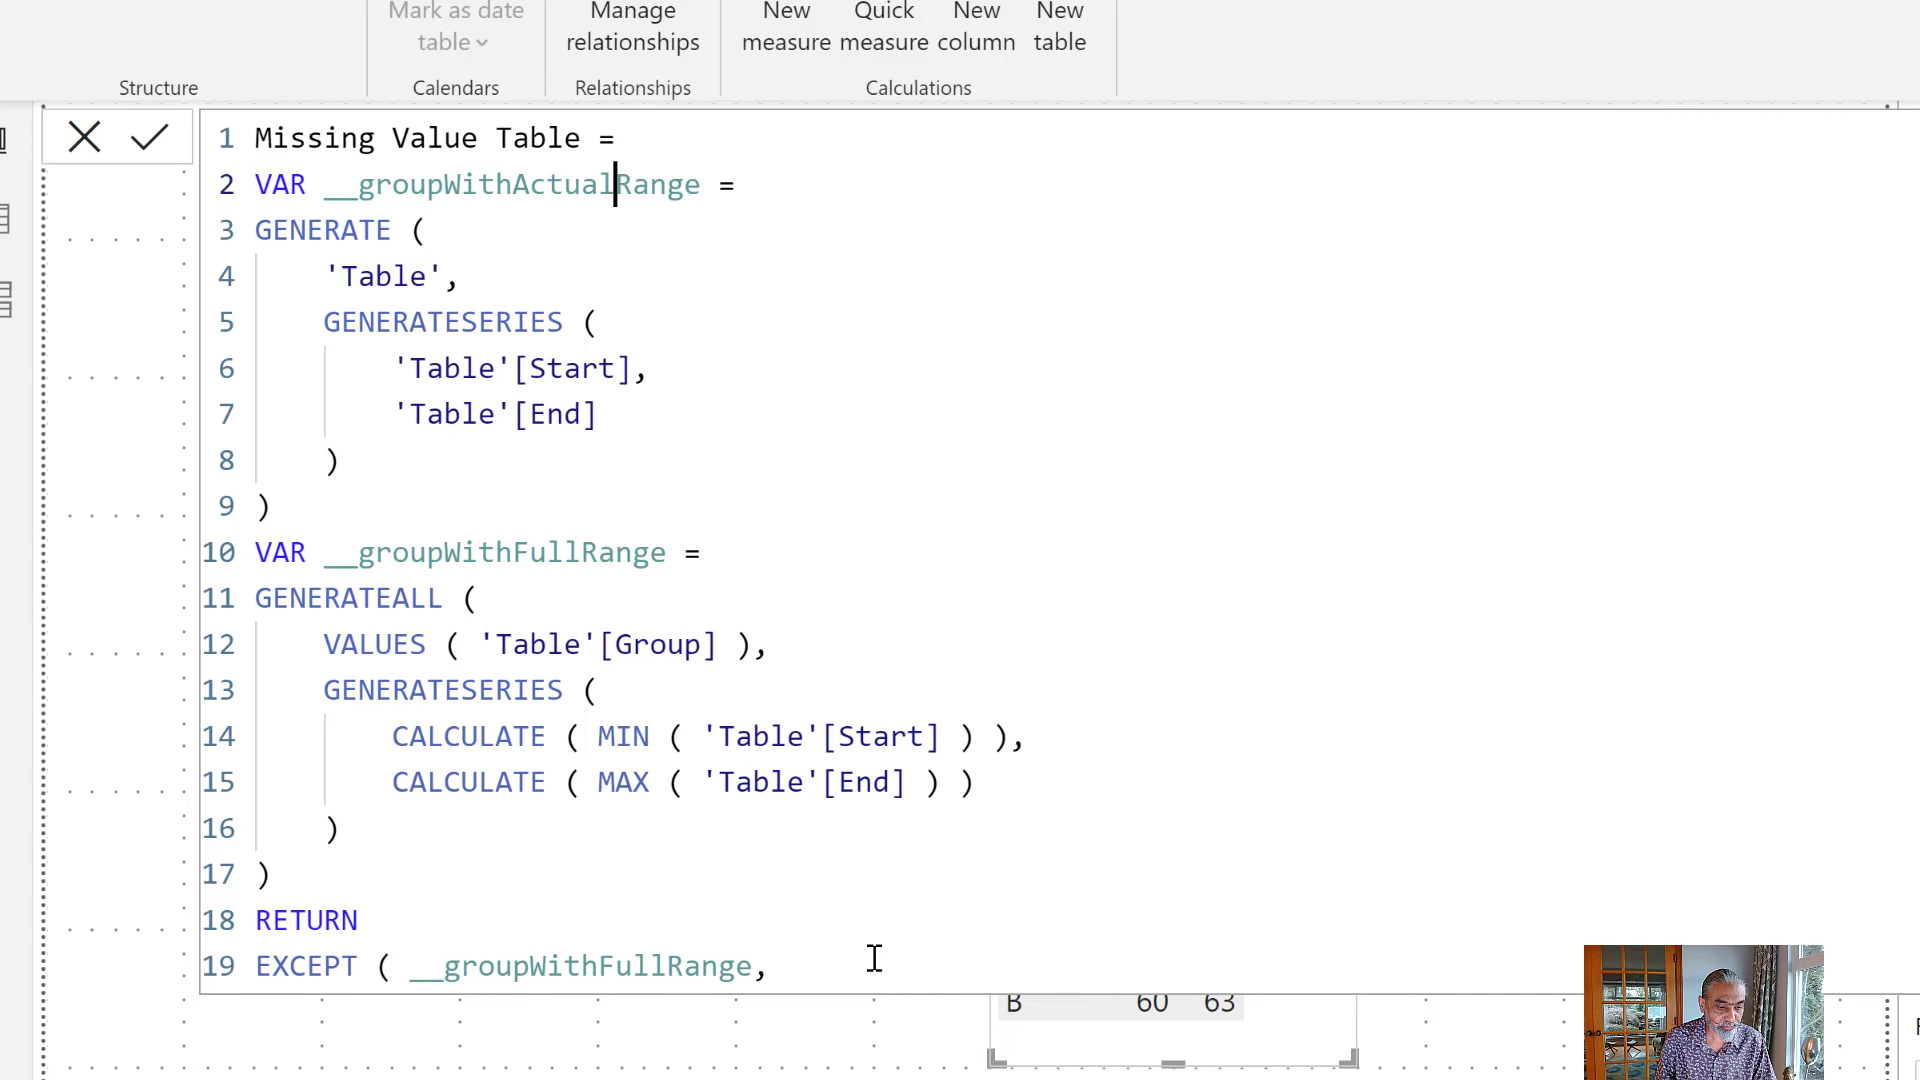 Mark as date
table
Manage
relationships
New
measure
Quick
measure
New
column
New
table
Structure
Calendars
Relationships
Calculations
1 Missing Value Table =
2 VAR __groupWithActualRange =
3 GENERATE (
4 'Table',
5 GENERATESERIES (
6 'Table'[Start],
7 'Table'[End]
8 )
9 )
10 VAR __groupWithFullRange =
11 GENERATEALL (
12 VALUES ( 'Table'[Group] ),
13 GENERATESERIES (
14 CALCULATE ( MIN ( 'Table'[Start] ) ),
15 CALCULATE ( MAX ( 'Table'[End] ) )
16 )
17 )
18 RETURN
19 EXCEPT ( __groupWithFullRange,
B 60 63